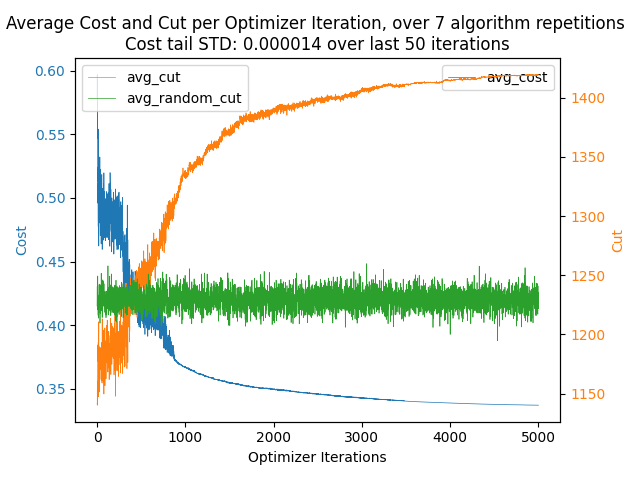 Average Cost and Cut per Optimizer Iteration, over 7 algorithm repetitions
Cost tail STD: 0.000014 over last 50 iterations
avg_cut
avg_random_cut
avg_cost
0.60
0.55
0.50
0.45
0.40
0.35
Cost
1400
1350
1300
1250
1200
1150
Cut
0 1000 2000 3000 4000 5000
Optimizer Iterations